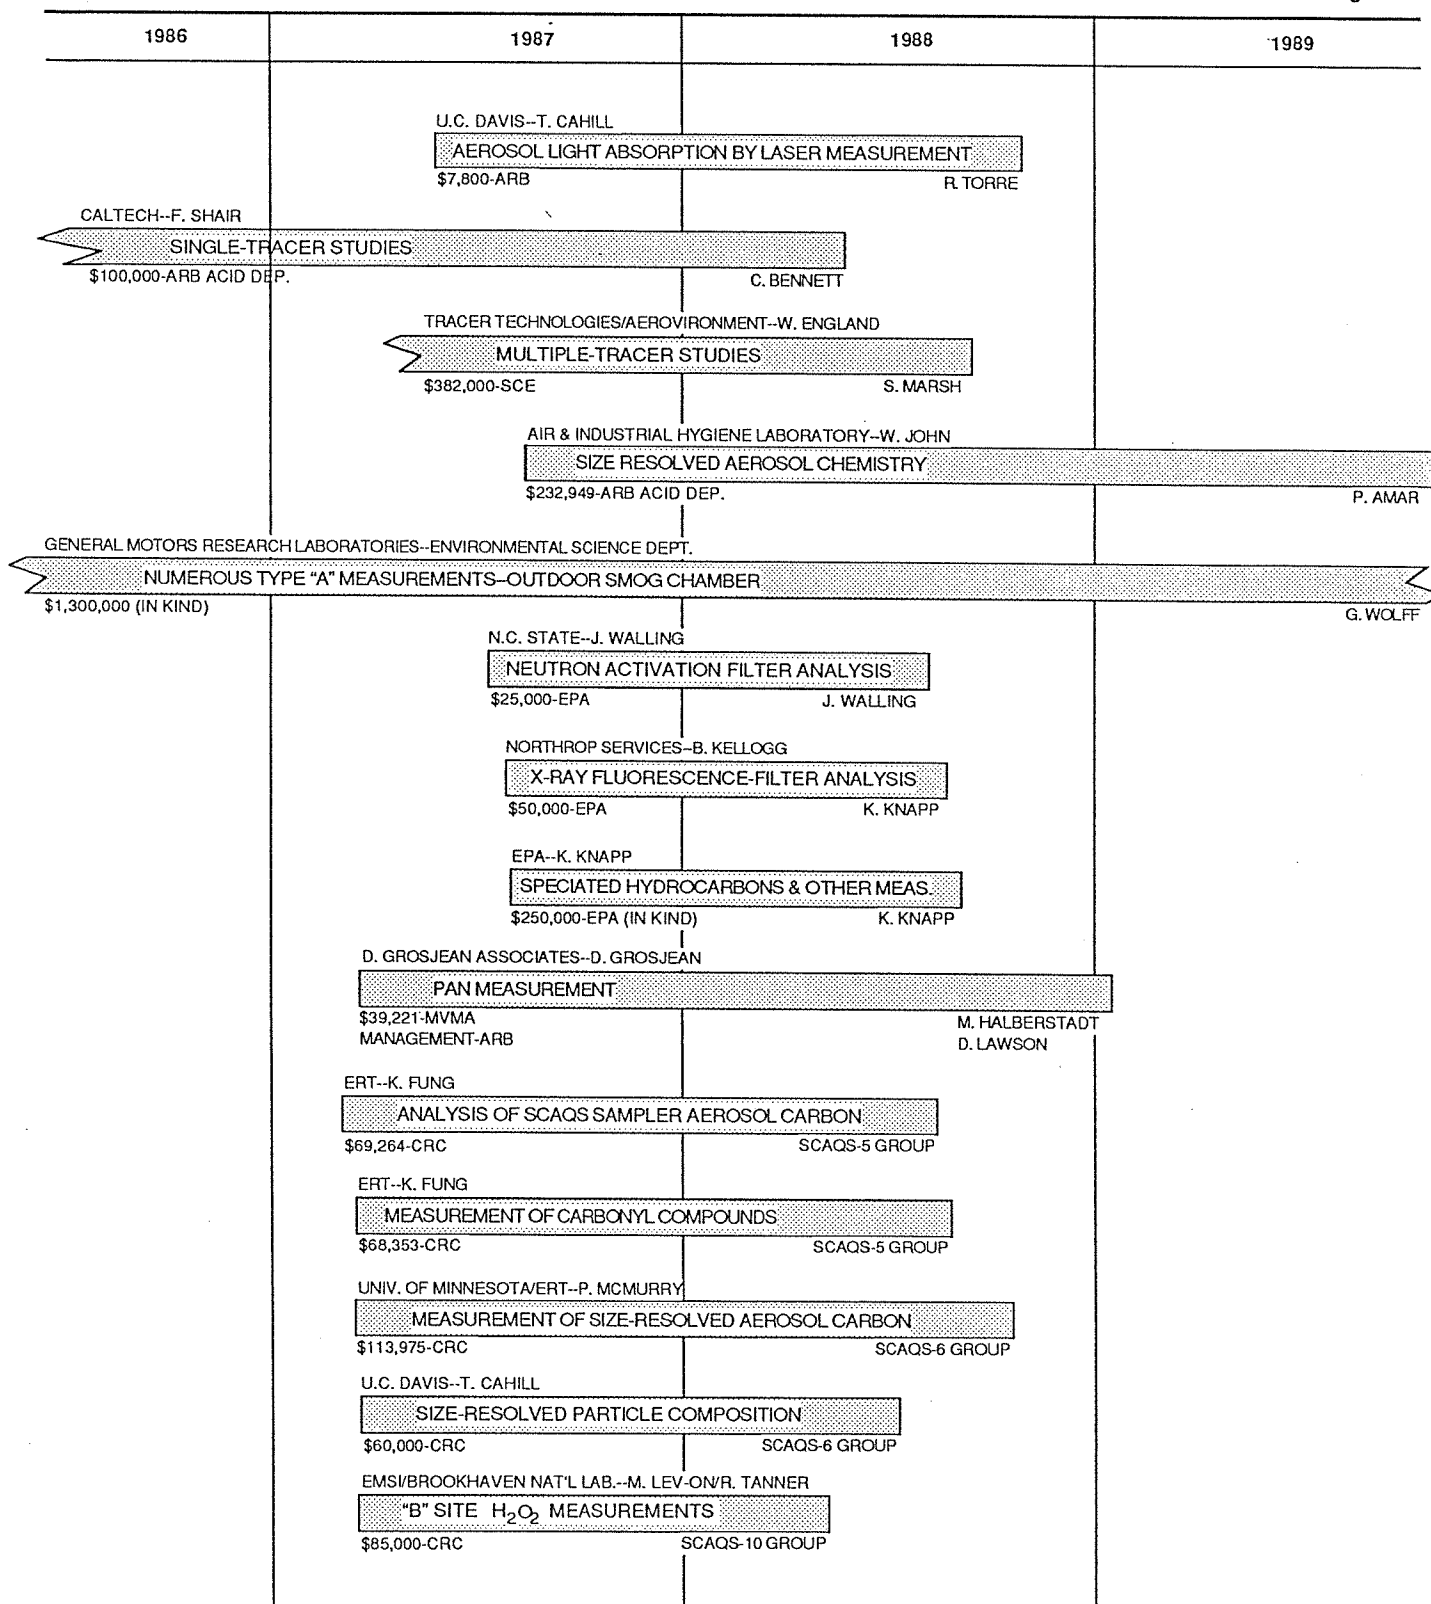 1986 1987 1988 1989
U.C. DAVIS--T. CAHILL
AEROSOL LIGHT ABSORPTION BY LASER MEASUREMENT
$7,800-ARB R. TORRE
CALTECH--F. SHAIR
SINGLE-TRACER STUDIES
$100,000-ARB ACID DEP. C. BENNETT
TRACER TECHNOLOGIES/AEROVIRONMENT--W. ENGLAND
MULTIPLE-TRACER STUDIES
$382,000-SCE S. MARSH
AIR & INDUSTRIAL HYGIENE LABORATORY--W. JOHN
SIZE RESOLVED AEROSOL CHEMISTRY
$232,949-ARB ACID DEP. P. AMAR
GENERAL MOTORS RESEARCH LABORATORIES--ENVIRONMENTAL SCIENCE DEPT.
NUMEROUS TYPE "A" MEASUREMENTS--OUTDOOR SMOG CHAMBER
$1,300,000 (IN KIND) G. WOLFF
N.C. STATE--J. WALLING
NEUTRON ACTIVATION FILTER ANALYSIS
$25,000-EPA J. WALLING
NORTHROP SERVICES--B. KELLOGG
X-RAY FLUORESCENCE-FILTER ANALYSIS
$50,000-EPA K. KNAPP
EPA--K. KNAPP
SPECIATED HYDROCARBONS & OTHER MEAS.
$250,000-EPA (IN KIND) K. KNAPP
D. GROSJEAN ASSOCIATES--D. GROSJEAN
PAN MEASUREMENT
$39,221-MVMA M. HALBERSTADT
MANAGEMENT-ARB D. LAWSON
ERT--K. FUNG
ANALYSIS OF SCAQS SAMPLER AEROSOL CARBON
$69,264-CRC SCAQS-5 GROUP
ERT--K. FUNG
MEASUREMENT OF CARBONYL COMPOUNDS
$68,353-CRC SCAQS-5 GROUP
UNIV. OF MINNESOTA/ERT--P. MCMURRY
MEASUREMENT OF SIZE-RESOLVED AEROSOL CARBON
$113,975-CRC SCAQS-6 GROUP
U.C. DAVIS--T. CAHILL
SIZE-RESOLVED PARTICLE COMPOSITION
$60,000-CRC SCAQS-6 GROUP
EMSI/BROOKHAVEN NAT'L LAB.--M. LEV-ON/R. TANNER
"B" SITE H₂O₂ MEASUREMENTS
$85,000-CRC SCAQS-10 GROUP